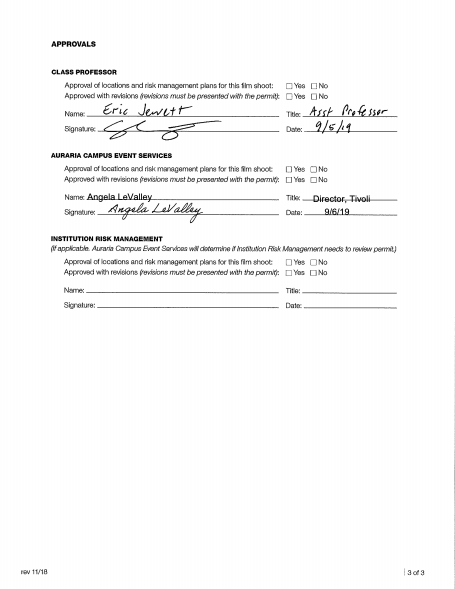 APPROVALS
CLASS PROFESSOR
Approval of locations and risk management plans for this film shoot: ☐ Yes ☐ No
Approved with revisions (revisions must be presented with the permit): ☐ Yes ☐ No
Name: Eric Jewett Title: Asst Professor
Signature: Date: 9/5/19
AURARIA CAMPUS EVENT SERVICES
Approval of locations and risk management plans for this film shoot: ☐ Yes ☐ No
Approved with revisions (revisions must be presented with the permit): ☐ Yes ☐ No
Name: Angela LeValley Title: Director, Tivoli
Signature: Angela LeValley Date: 9/6/19
INSTITUTION RISK MANAGEMENT
(If applicable. Auraria Campus Event Services will determine if Institution Risk Management needs to review permit.)
Approval of locations and risk management plans for this film shoot: ☐ Yes ☐ No
Approved with revisions (revisions must be presented with the permit): ☐ Yes ☐ No
Name: Title:
Signature: Date:
rev 11/18 | 3 of 3